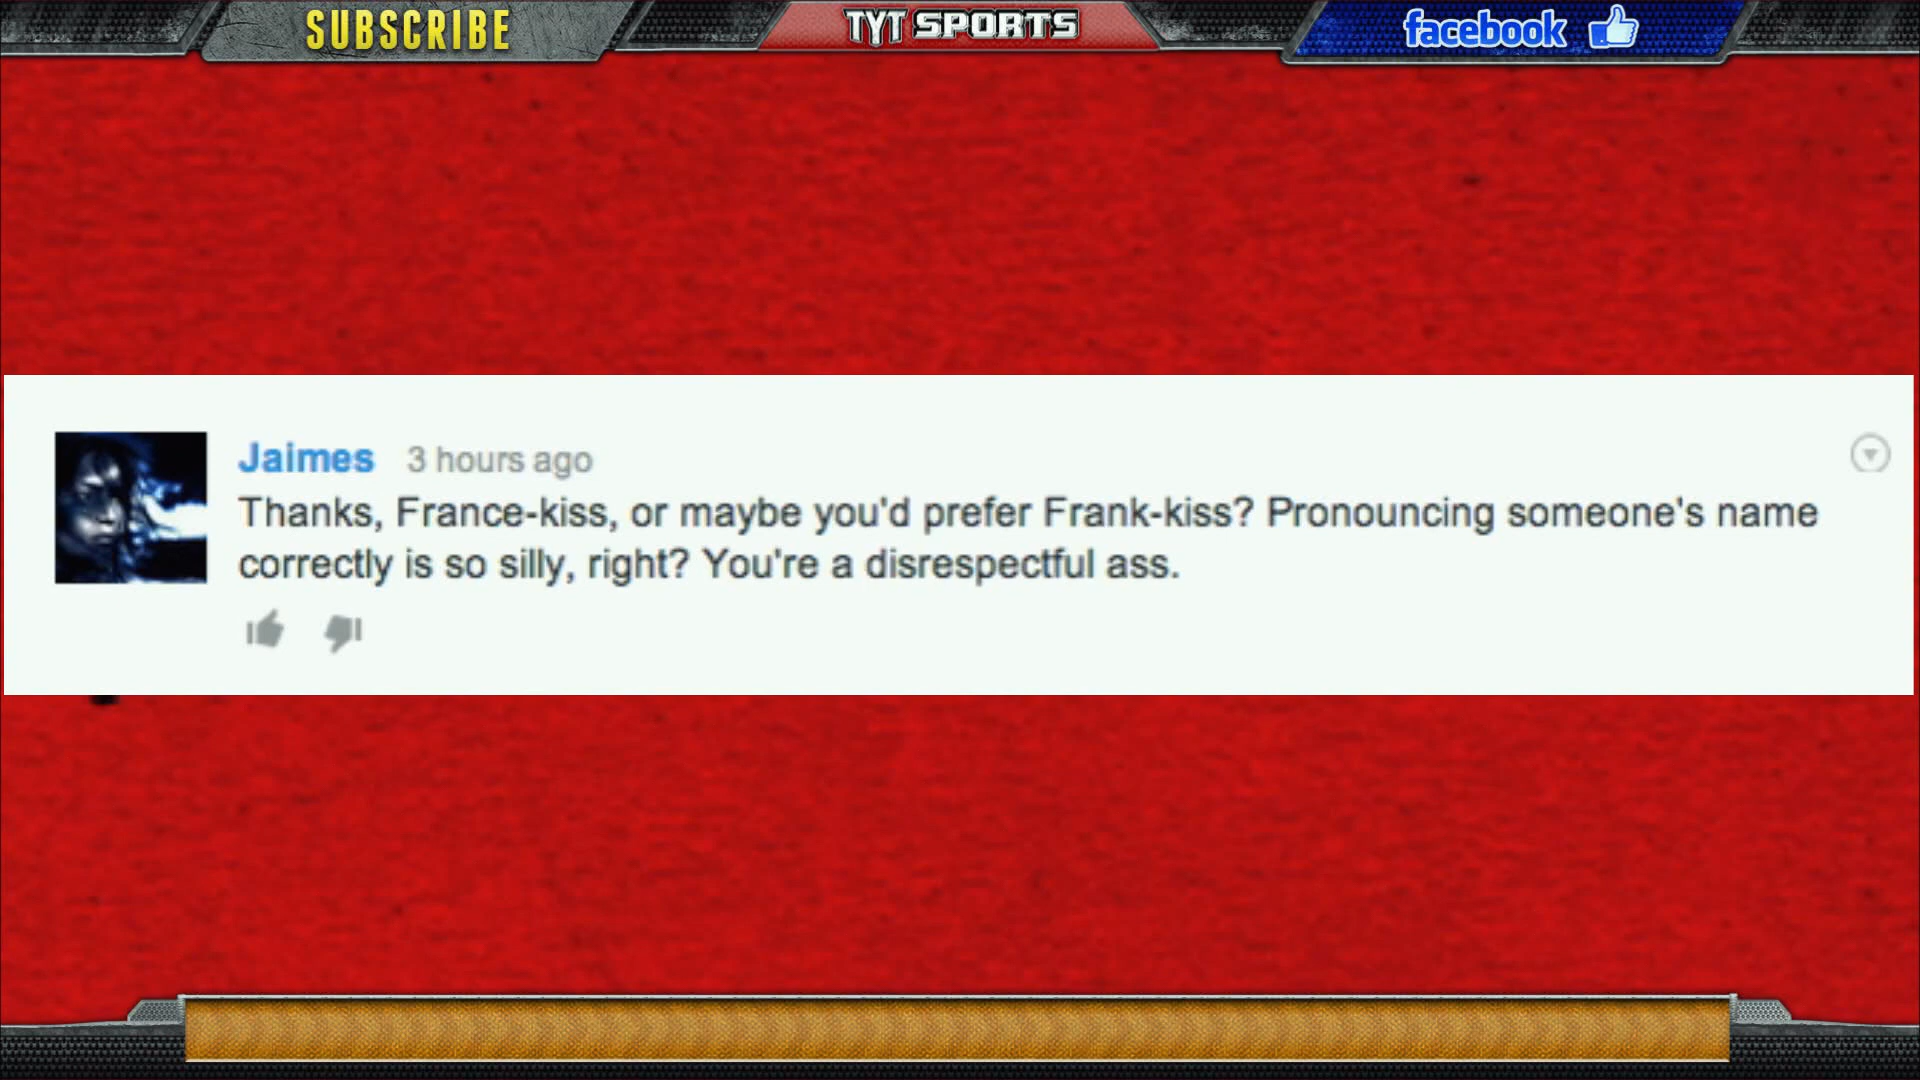 SUBSCRIBE
TYT SPORTS
facebook
Jaimes 3 hours ago
Thanks, France-kiss, or maybe you'd prefer Frank-kiss? Pronouncing someone's name
correctly is so silly, right? You're a disrespectful ass.